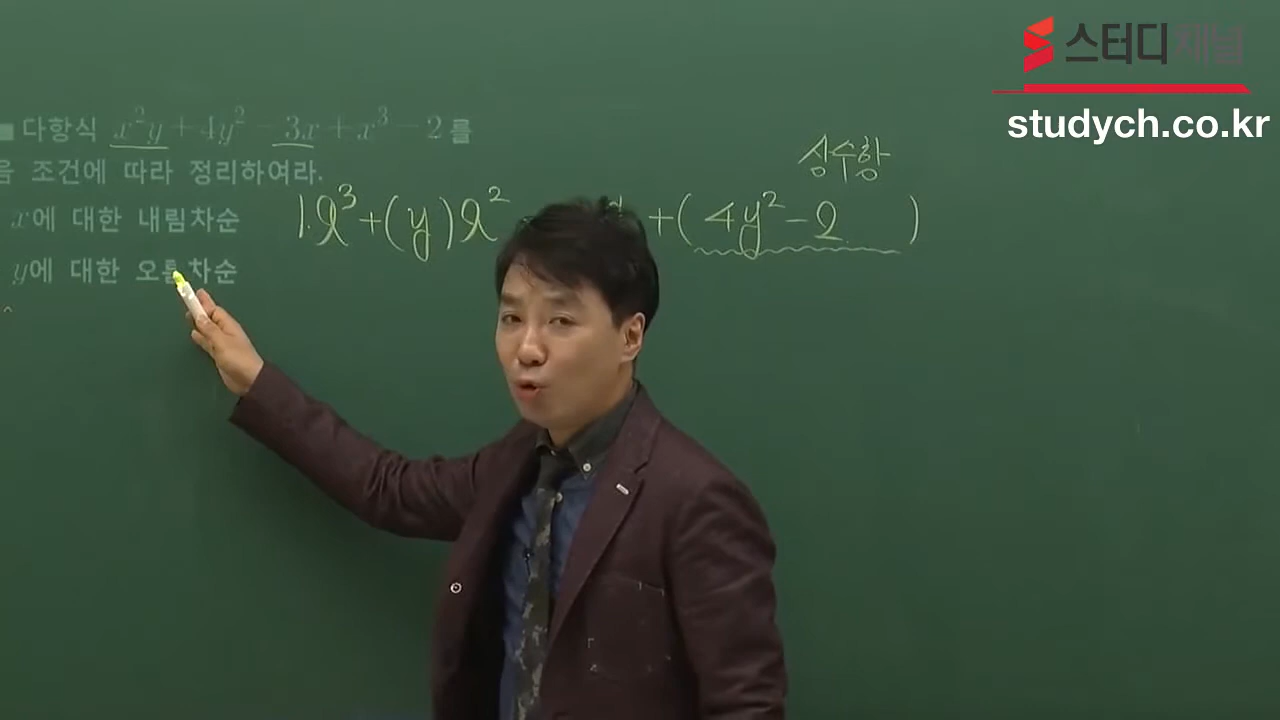 스터디채널
studych.co.kr
다항식 x²y + 4y² − 3x + x³ − 2 를
음 조건에 따라 정리하여라.
x에 대한 내림차순
y에 대한 오름차순
상수항
1·x³ + (y)x² + ( 4y² − 2 )